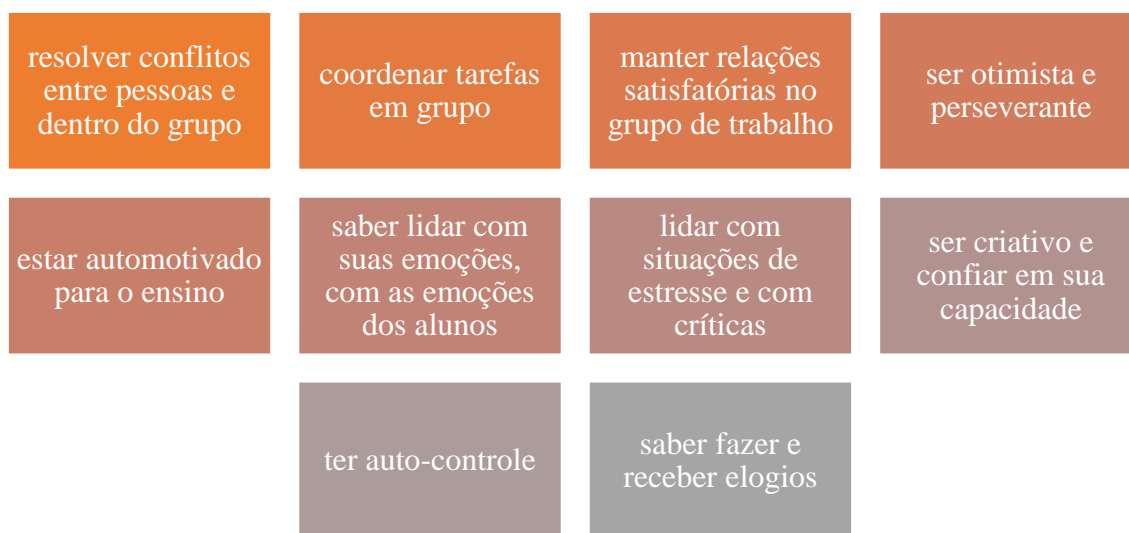 resolver conflitos
entre pessoas e
dentro do grupo
coordenar tarefas
em grupo
manter relações
satisfatórias no
grupo de trabalho
ser otimista e
perseverante
estar automotivado
para o ensino
saber lidar com
suas emoções,
com as emoções
dos alunos
lidar com
situações de
estresse e com
críticas
ser criativo e
confiar em sua
capacidade
ter auto-controle
saber fazer e
receber elogios